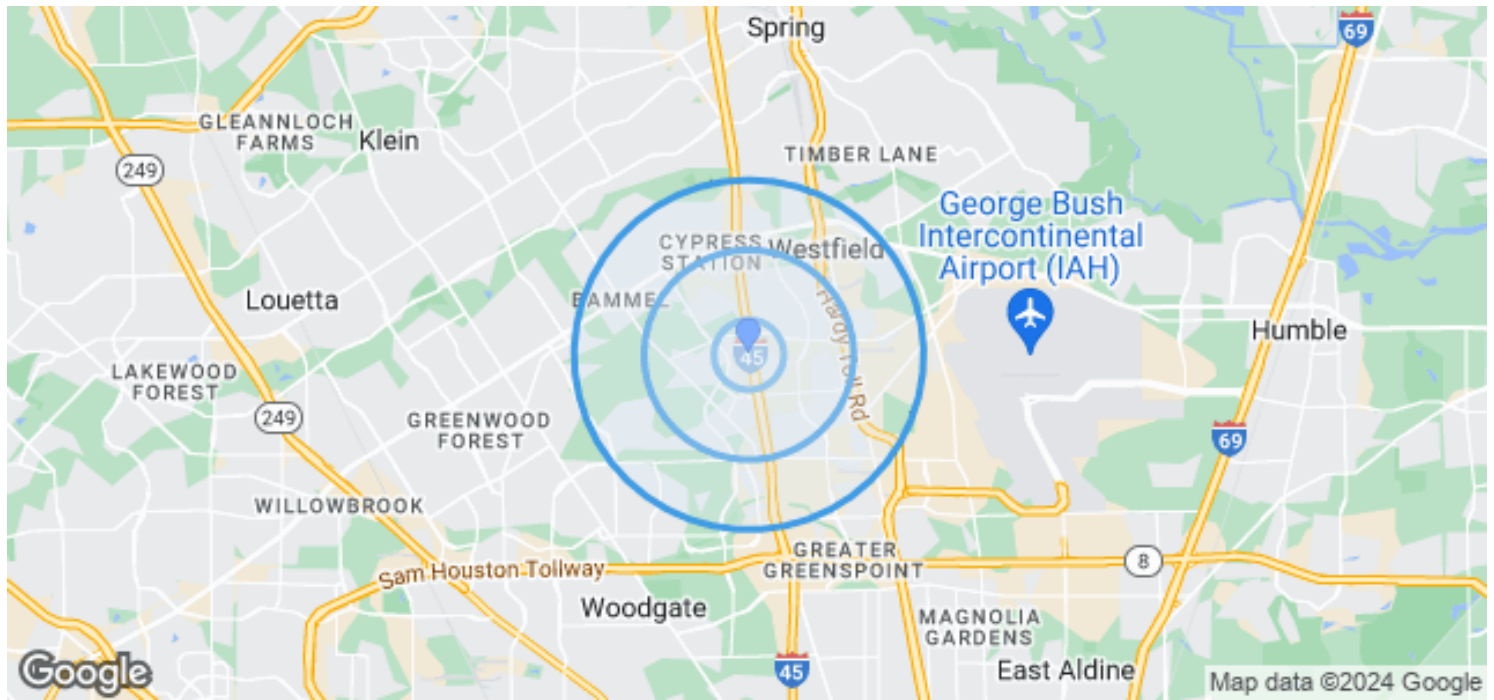 Spring
69
GLEANNLOCH
FARMS
Klein
249
TIMBER LANE
George Bush
Intercontinental
Airport (IAH)
CYPRESS
STATION
Westfield
Louetta
BAMMEL
Hardy Toll Rd
45
Humble
LAKEWOOD
FOREST
249
GREENWOOD
FOREST
69
WILLOWBROOK
GREATER
GREENSPOINT
8
Sam Houston Tollway
Woodgate
MAGNOLIA
GARDENS
45
East Aldine
Google
Map data ©2024 Google